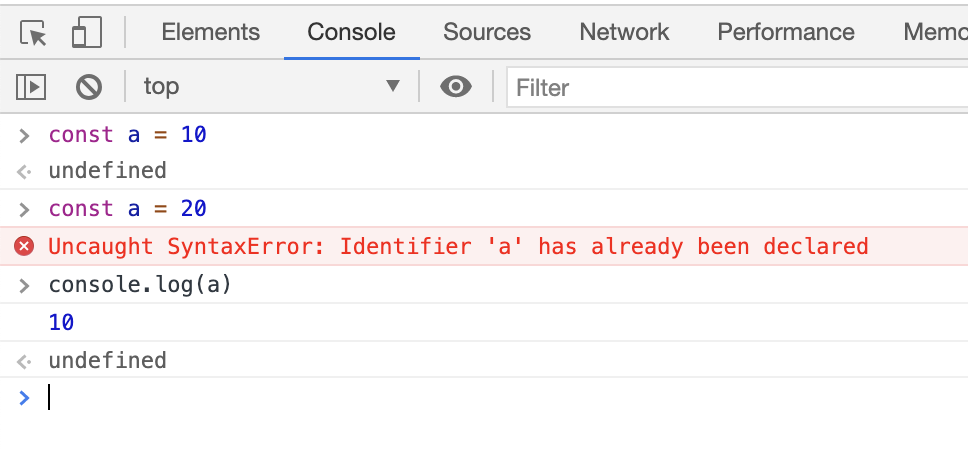 Elements Console Sources Network Performance Memo
top Filter
const a = 10
undefined
const a = 20
Uncaught SyntaxError: Identifier 'a' has already been declared
console.log(a)
10
undefined